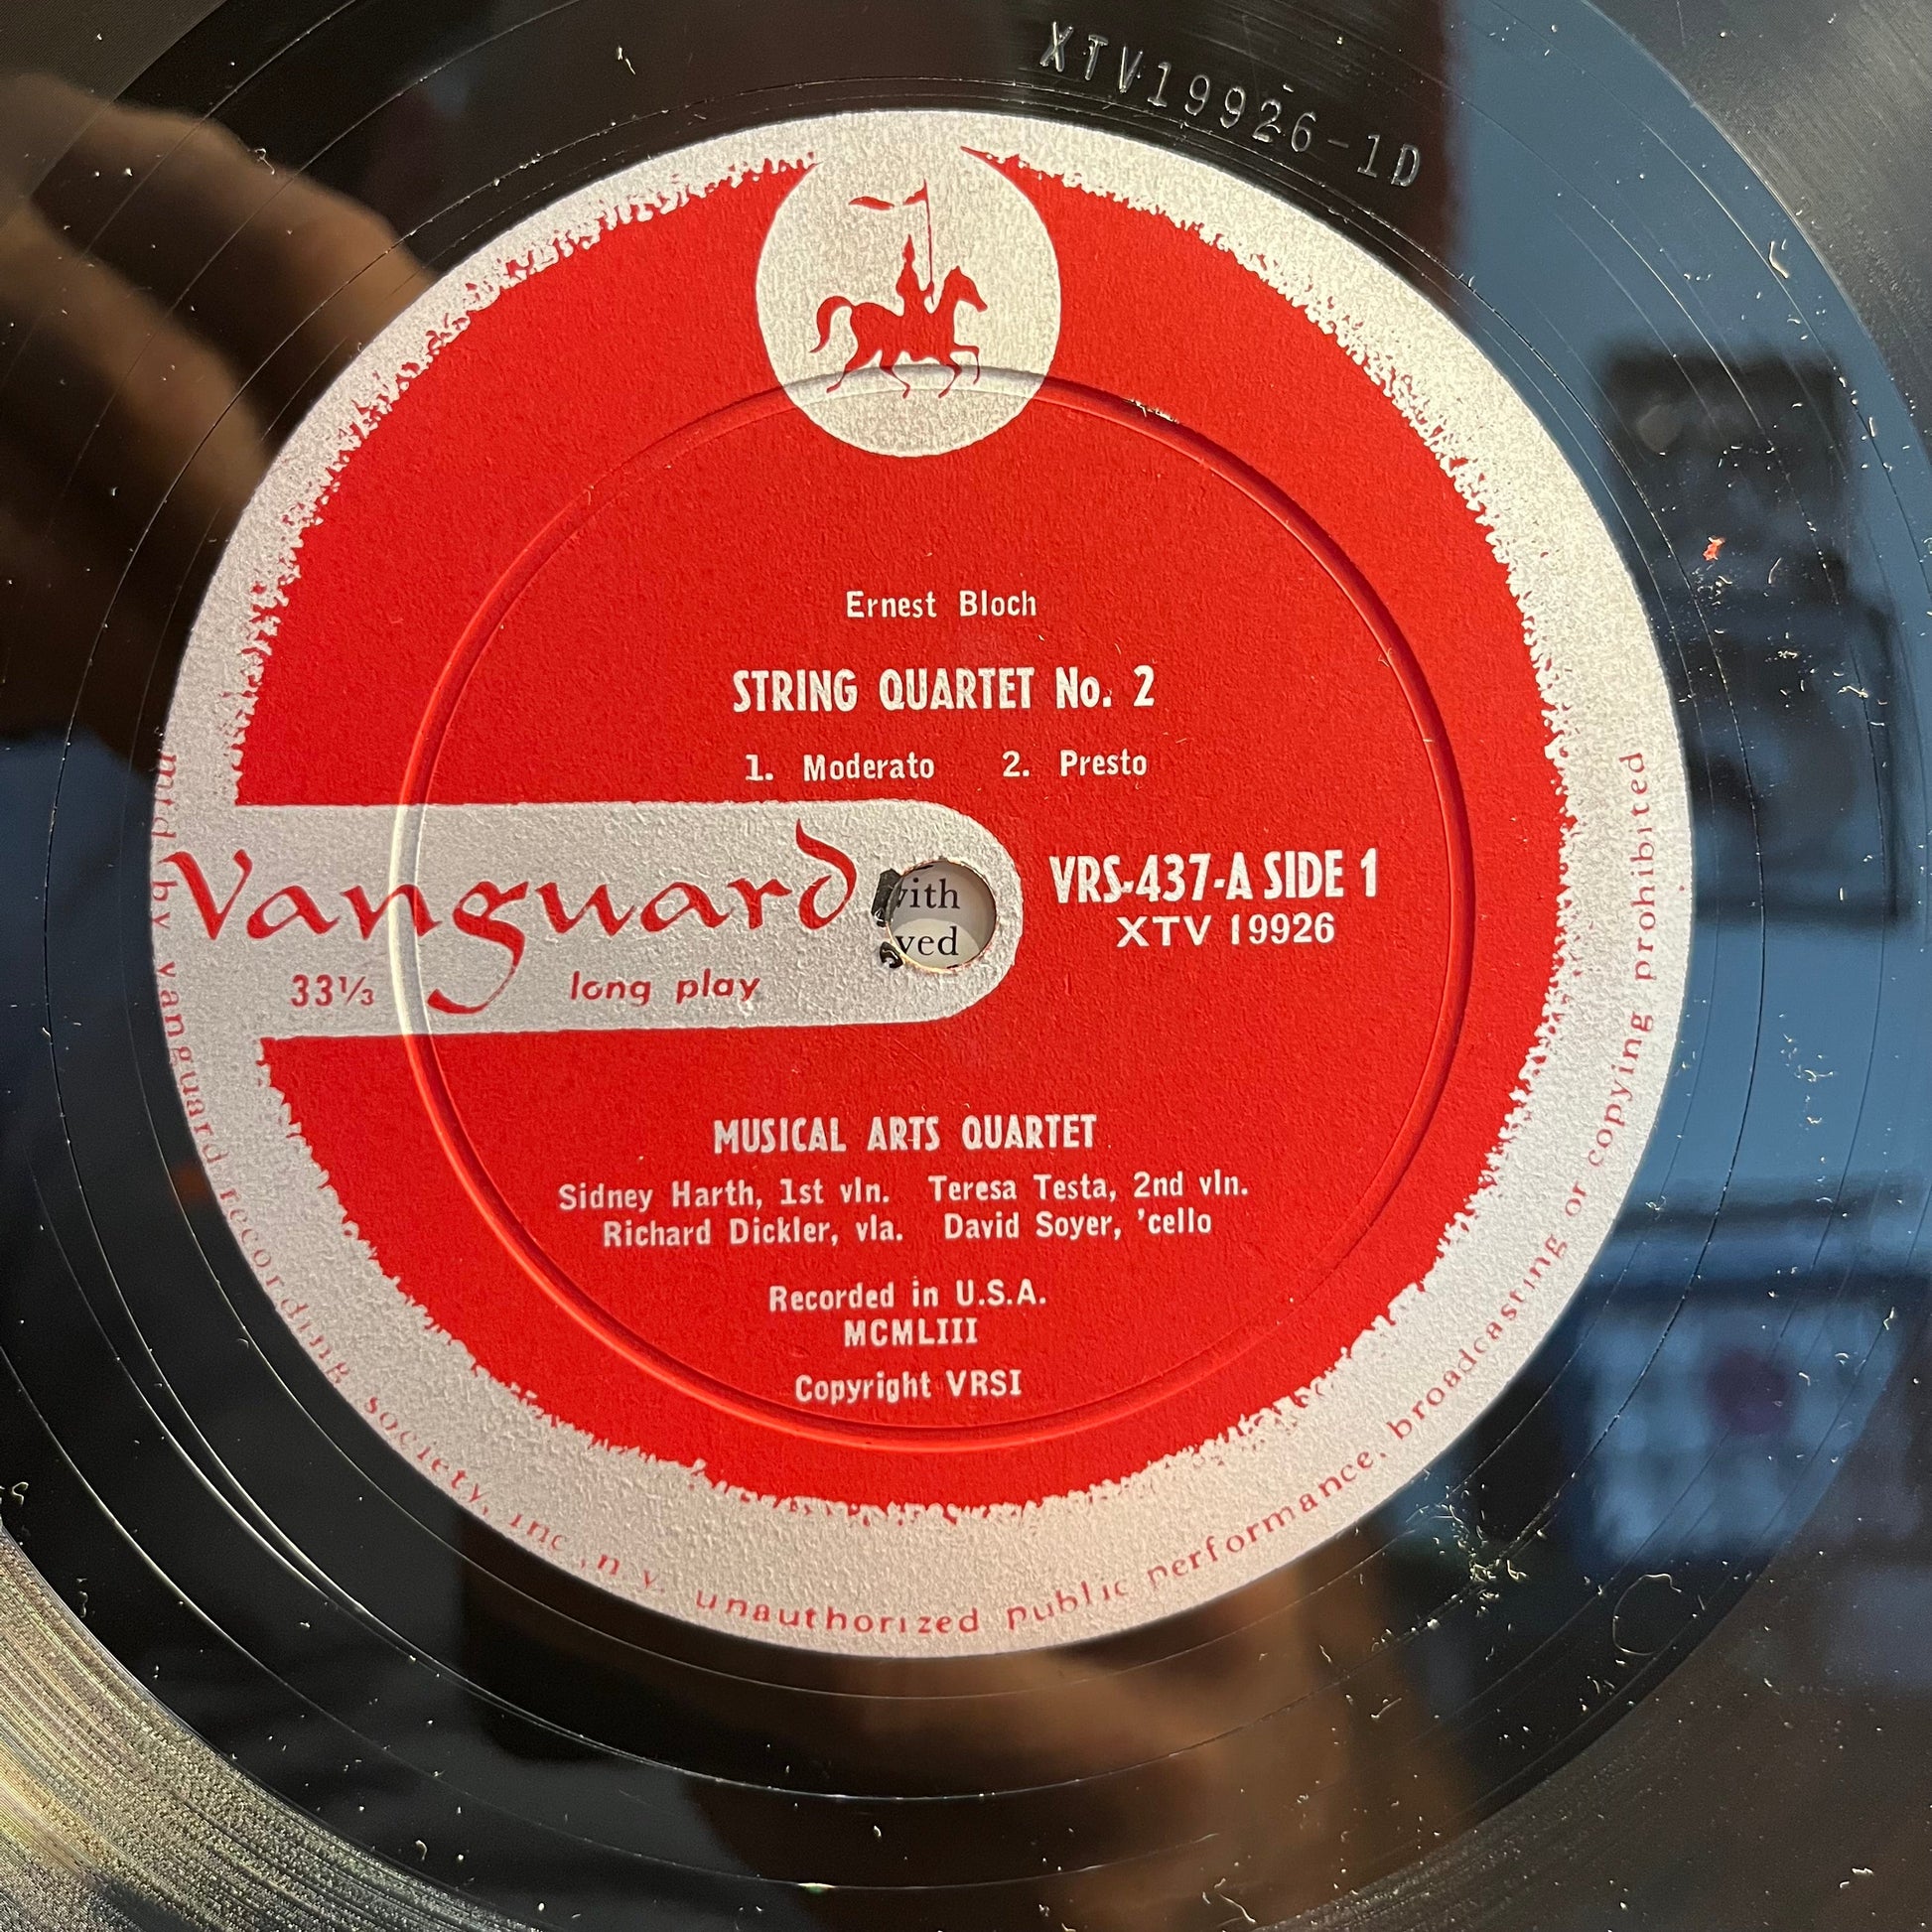 XTV19926-1D
Ernest Bloch
STRING QUARTET No. 2
1. Moderato 2. Presto
Vanguard
33⅓ long play
with
ved
VRS-437-A SIDE 1
XTV 19926
MUSICAL ARTS QUARTET
Sidney Harth, 1st vln. Teresa Testa, 2nd vln.
Richard Dickler, vla. David Soyer, 'cello
Recorded in U.S.A.
MCMLIII
Copyright VRSI
by vanguard recording society, inc., n. y. unauthorized public performance, broadcasting or copying prohibited